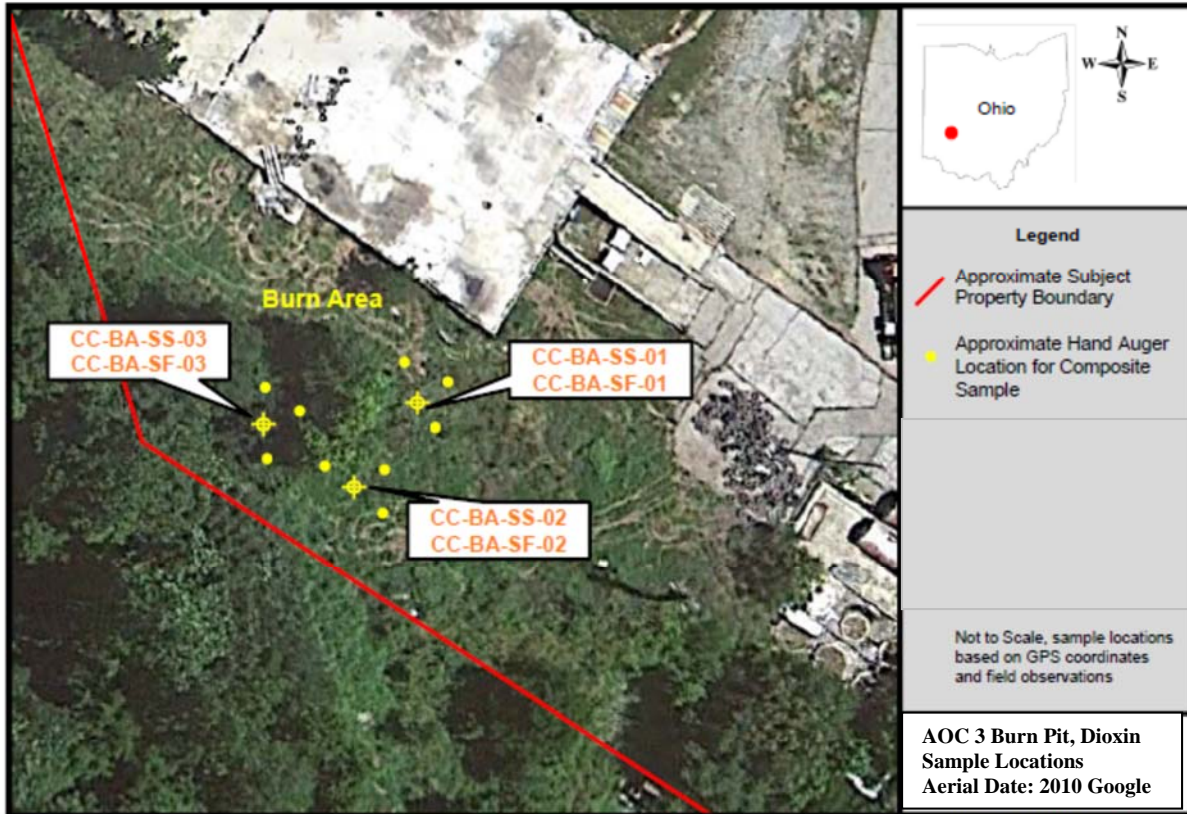 Burn Area
CC-BA-SS-03
CC-BA-SF-03
CC-BA-SS-01
CC-BA-SF-01
CC-BA-SS-02
CC-BA-SF-02
Ohio
N
W E
S
Legend
Approximate Subject
Property Boundary
Approximate Hand Auger
Location for Composite
Sample
Not to Scale, sample locations
based on GPS coordinates
and field observations
AOC 3 Burn Pit, Dioxin
Sample Locations
Aerial Date: 2010 Google